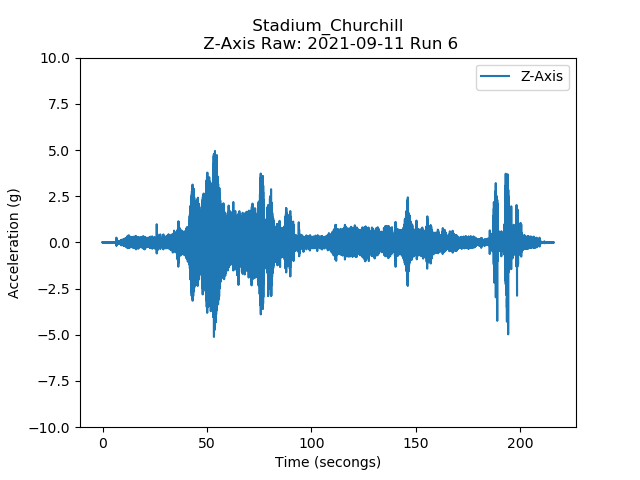 Stadium_Churchill
Z-Axis Raw: 2021-09-11 Run 6
Z-Axis
10.0
7.5
5.0
2.5
0.0
−2.5
−5.0
−7.5
−10.0
Acceleration (g)
0 50 100 150 200
Time (secongs)